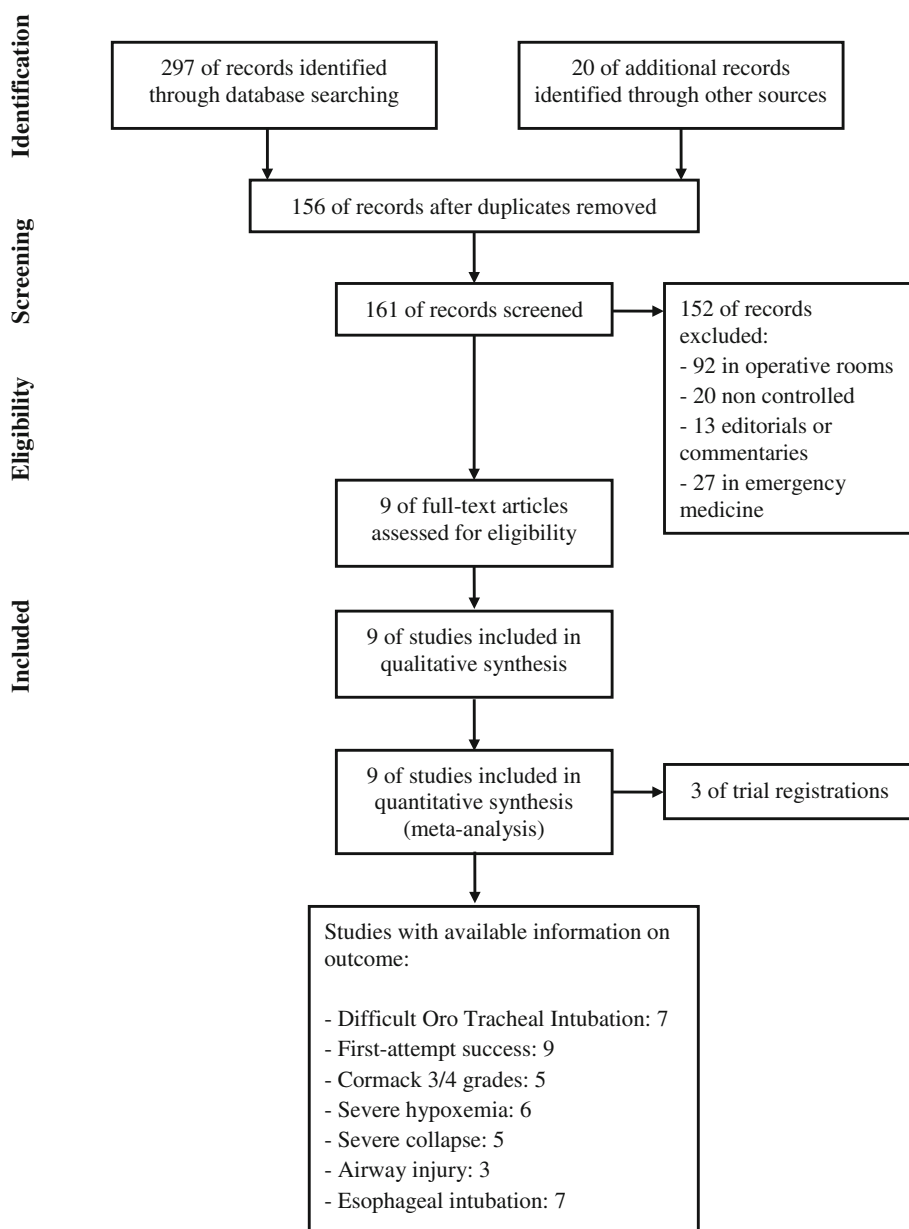 Identification
297 of records identified
through database searching
20 of additional records
identified through other sources
156 of records after duplicates removed
Screening
161 of records screened
152 of records
excluded:
- 92 in operative rooms
- 20 non controlled
- 13 editorials or
commentaries
- 27 in emergency
medicine
Eligibility
9 of full-text articles
assessed for eligibility
Included
9 of studies included in
qualitative synthesis
9 of studies included in
quantitative synthesis
(meta-analysis)
3 of trial registrations
Studies with available information on
outcome:
- Difficult Oro Tracheal Intubation: 7
- First-attempt success: 9
- Cormack 3/4 grades: 5
- Severe hypoxemia: 6
- Severe collapse: 5
- Airway injury: 3
- Esophageal intubation: 7